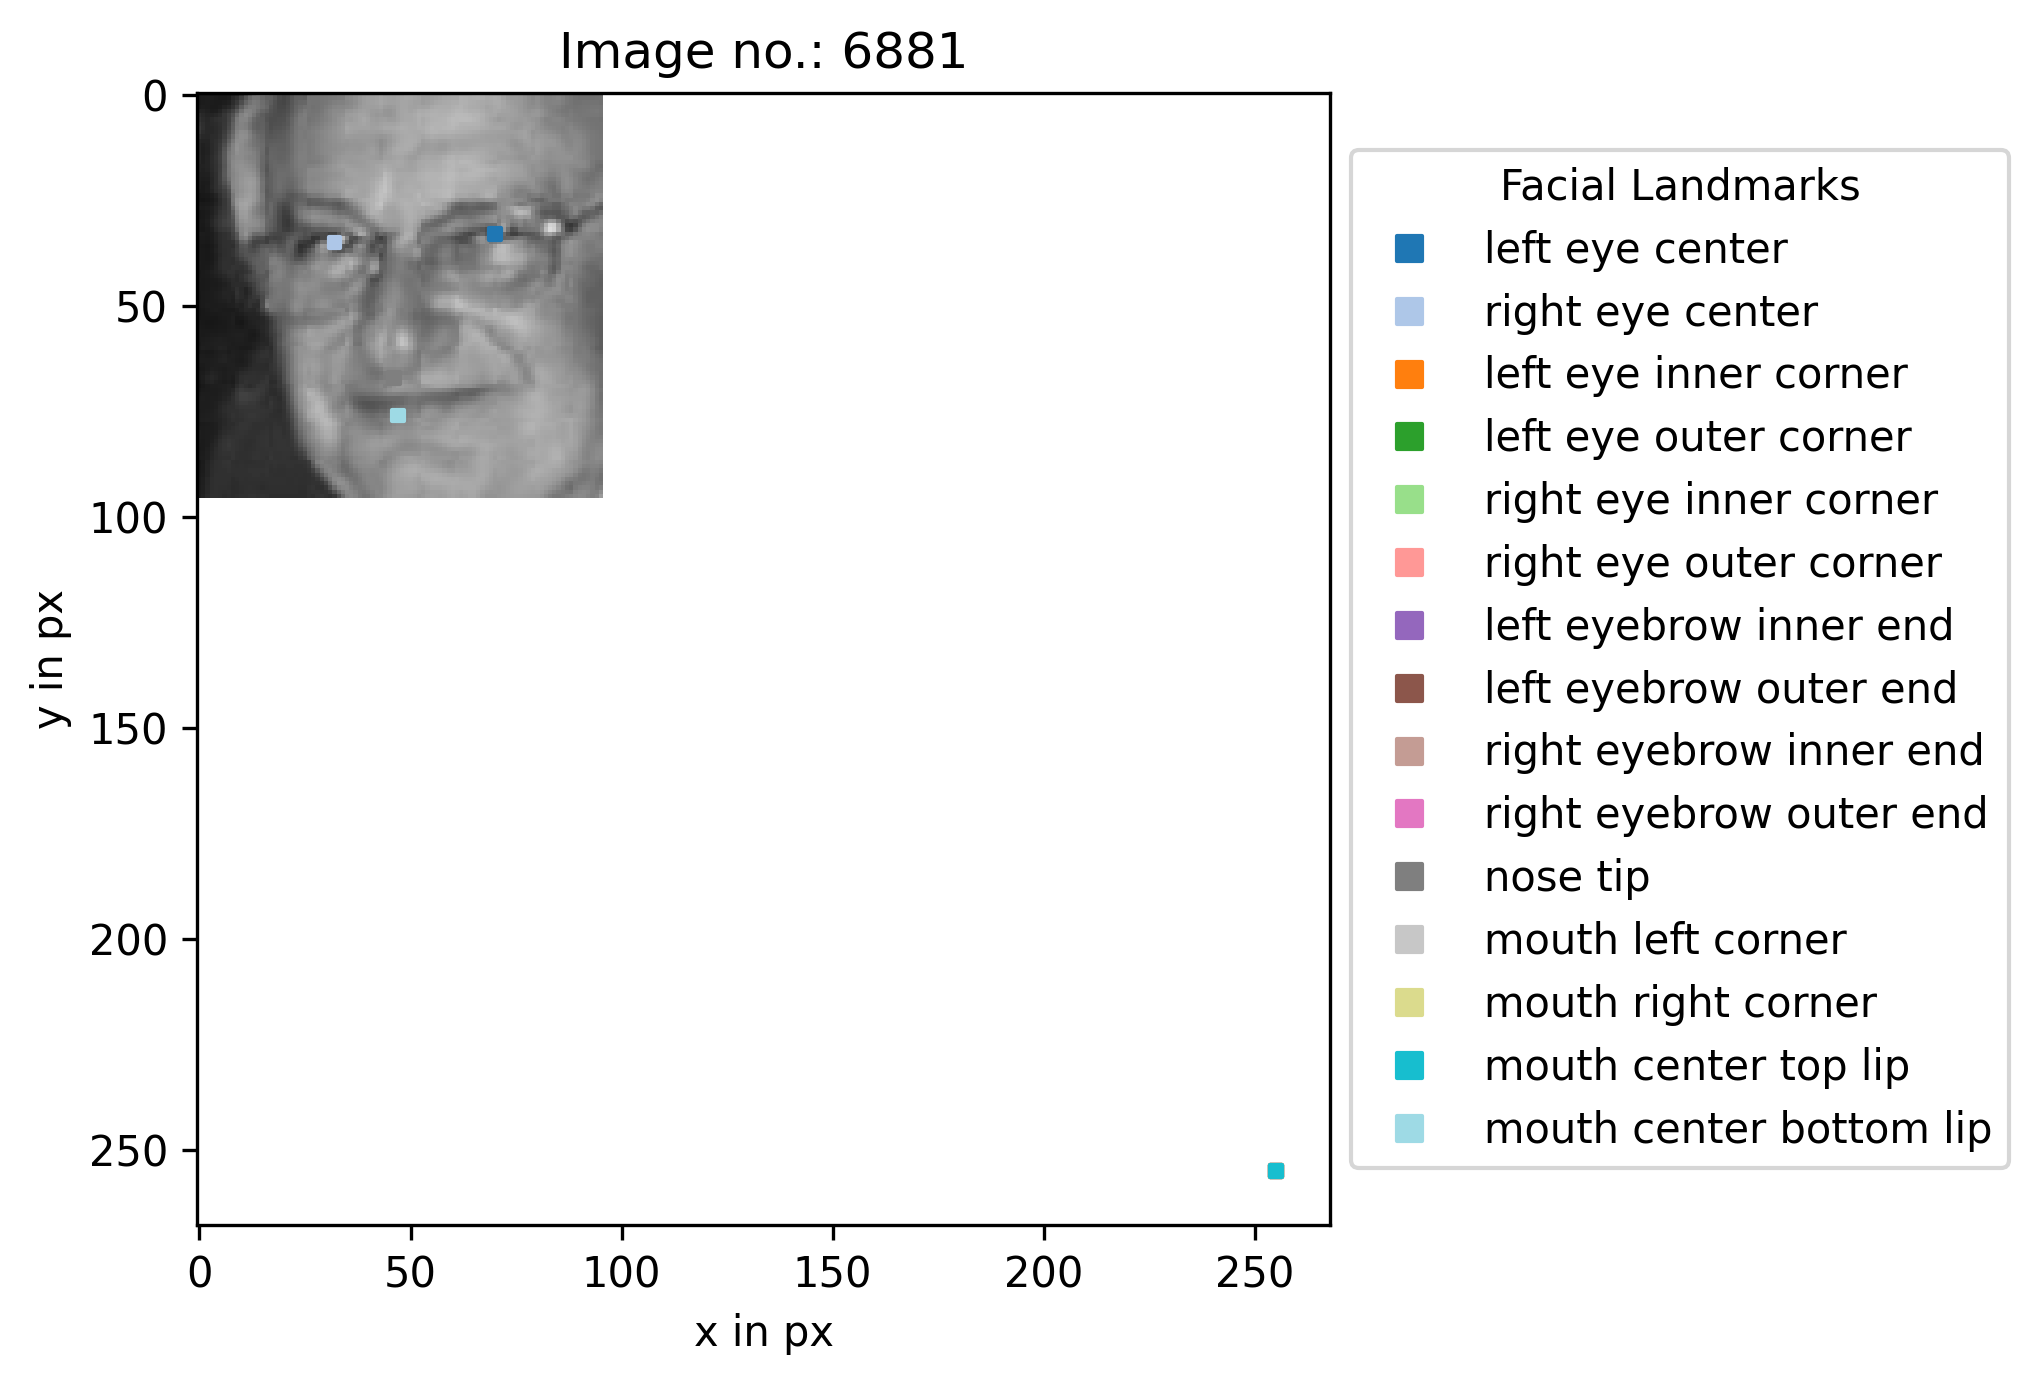 Image no.: 6881
0
50
100
150
200
250
y in px
0 50 100 150 200 250
x in px
Facial Landmarks
left eye center
right eye center
left eye inner corner
left eye outer corner
right eye inner corner
right eye outer corner
left eyebrow inner end
left eyebrow outer end
right eyebrow inner end
right eyebrow outer end
nose tip
mouth left corner
mouth right corner
mouth center top lip
mouth center bottom lip